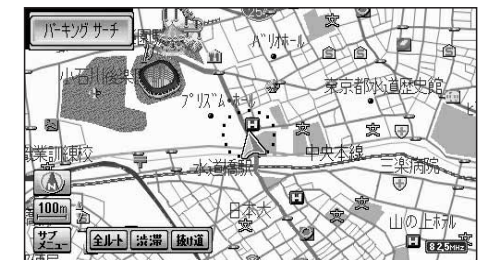 パーキング サーチ
バリオホール
小石川後楽園
東京都水道歴史館
プリズム・ホール
職業訓練校
中央本線
水道橋駅
三楽病院
100m
日本大
山の上ホテル
サブ
メニュー
全ルート
渋滞
抜け道
82.5MHz